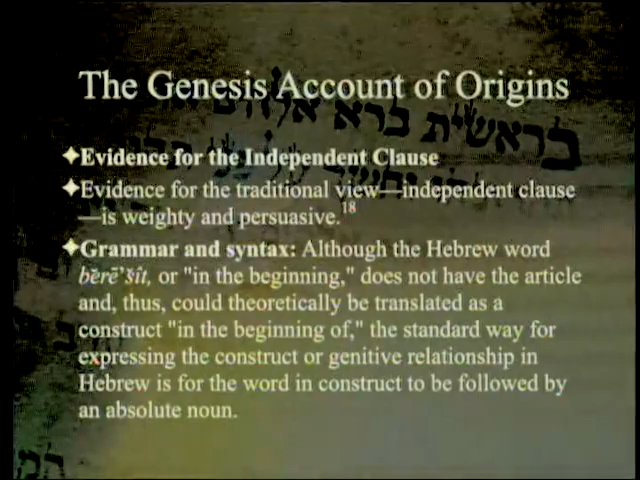 The Genesis Account of Origins
בראשית ברא אלהים
✦Evidence for the Independent Clause
✦Evidence for the traditional view—independent clause
—is weighty and persuasive.18
✦Grammar and syntax: Although the Hebrew word
bĕrē'šît, or "in the beginning," does not have the article
and, thus, could theoretically be translated as a
construct "in the beginning of," the standard way for
expressing the construct or genitive relationship in
Hebrew is for the word in construct to be followed by
an absolute noun.